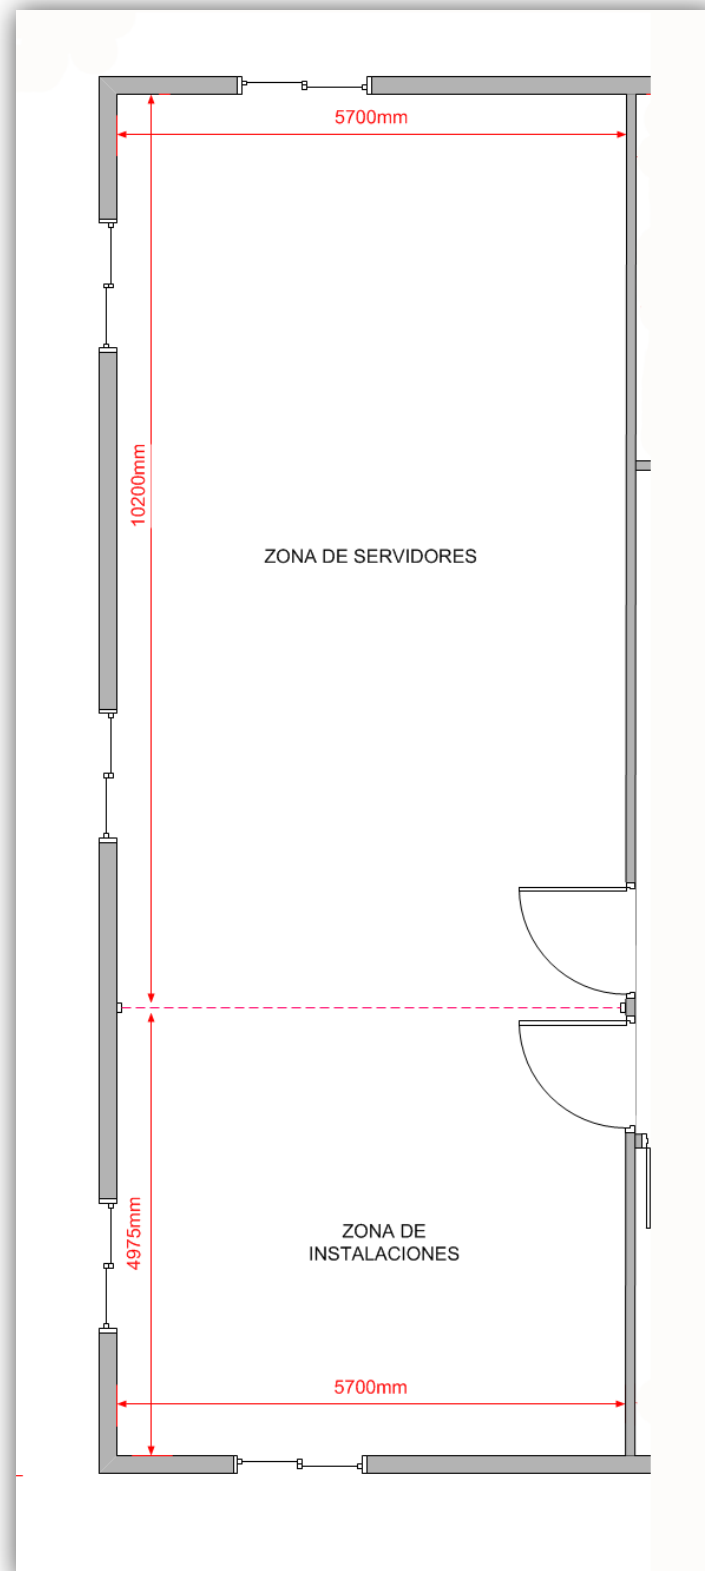 5700mm
10200mm
ZONA DE SERVIDORES
4975mm
ZONA DE
INSTALACIONES
5700mm